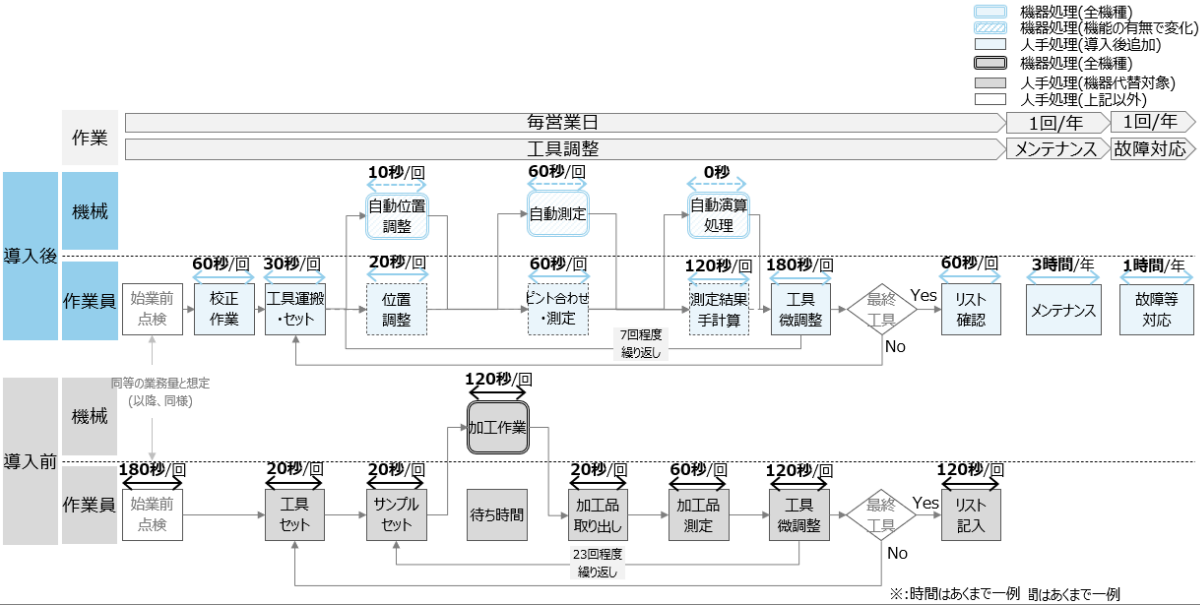 機器処理(全機種)
機器処理(機能の有無で変化)
人手処理(導入後追加)
機器処理(全機種)
人手処理(機器代替対象)
人手処理(上記以外)
作業
毎営業日
1回/年
1回/年
工具調整
メンテナンス
故障対応
導入後
機械
10秒/回
自動位置
調整
60秒/回
自動測定
0秒
自動演算
処理
作業員
始業前
点検
60秒/回
校正
作業
30秒/回
工具運搬
・セット
20秒/回
位置
調整
60秒/回
ピント合わせ
・測定
120秒/回
測定結果
手計算
180秒/回
工具
微調整
最終
工具
Yes
No
60秒/回
リスト
確認
3時間/年
メンテナンス
1時間/年
故障等
対応
7回程度
繰り返し
同等の業務量と想定
(以降、同様)
導入前
機械
120秒/回
加工作業
作業員
180秒/回
始業前
点検
20秒/回
工具
セット
20秒/回
サンプル
セット
待ち時間
20秒/回
加工品
取り出し
60秒/回
加工品
測定
120秒/回
工具
微調整
最終
工具
Yes
No
120秒/回
リスト
記入
23回程度
繰り返し
※:時間はあくまで一例
間はあくまで一例